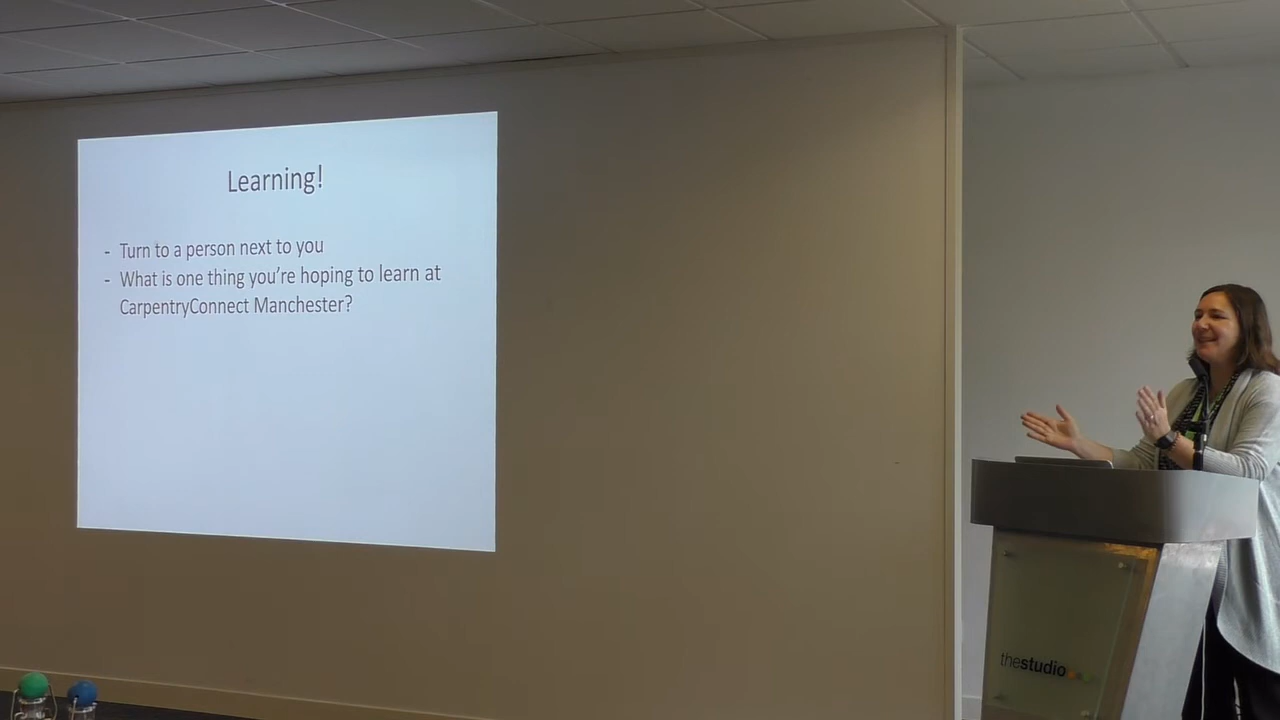 Learning!
- Turn to a person next to you
- What is one thing you're hoping to learn at
CarpentryConnect Manchester?
thestudio